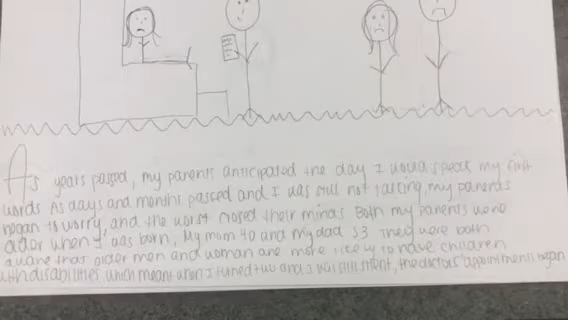 As years passed, my parents anticipated the day I would speak my first
words As days and months passed and I was still not talking, my parents
began to worry, and the worst crossed their minds Both my parents were
older when I was born, My mom 40 and my dad 53 They were both
aware that older men and woman are more likely to have children
with disabilities which meant when I turned two and I was still silent, the doctors' appointments began